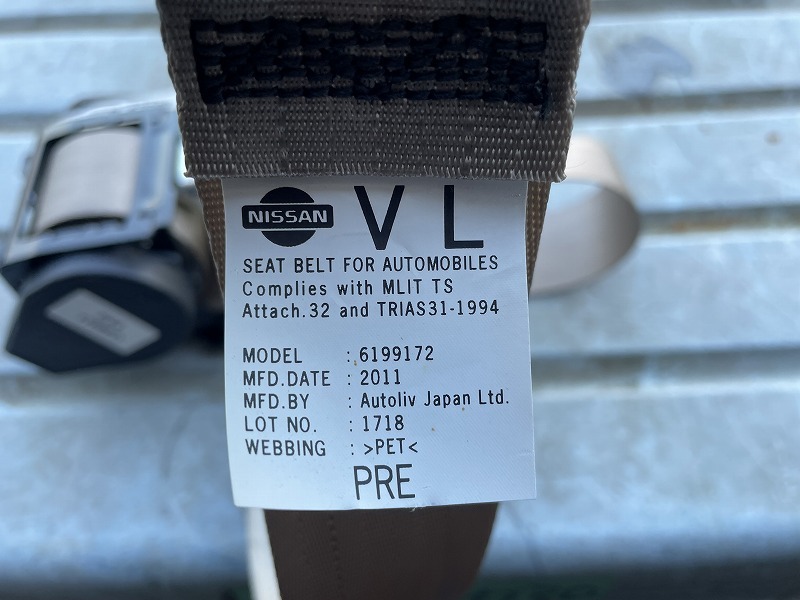 NISSAN V L
SEAT BELT FOR AUTOMOBILES
Complies with MLIT TS
Attach.32 and TRIAS31-1994
MODEL : 6199172
MFD.DATE : 2011
MFD.BY : Autoliv Japan Ltd.
LOT NO. : 1718
WEBBING : >PET<
PRE